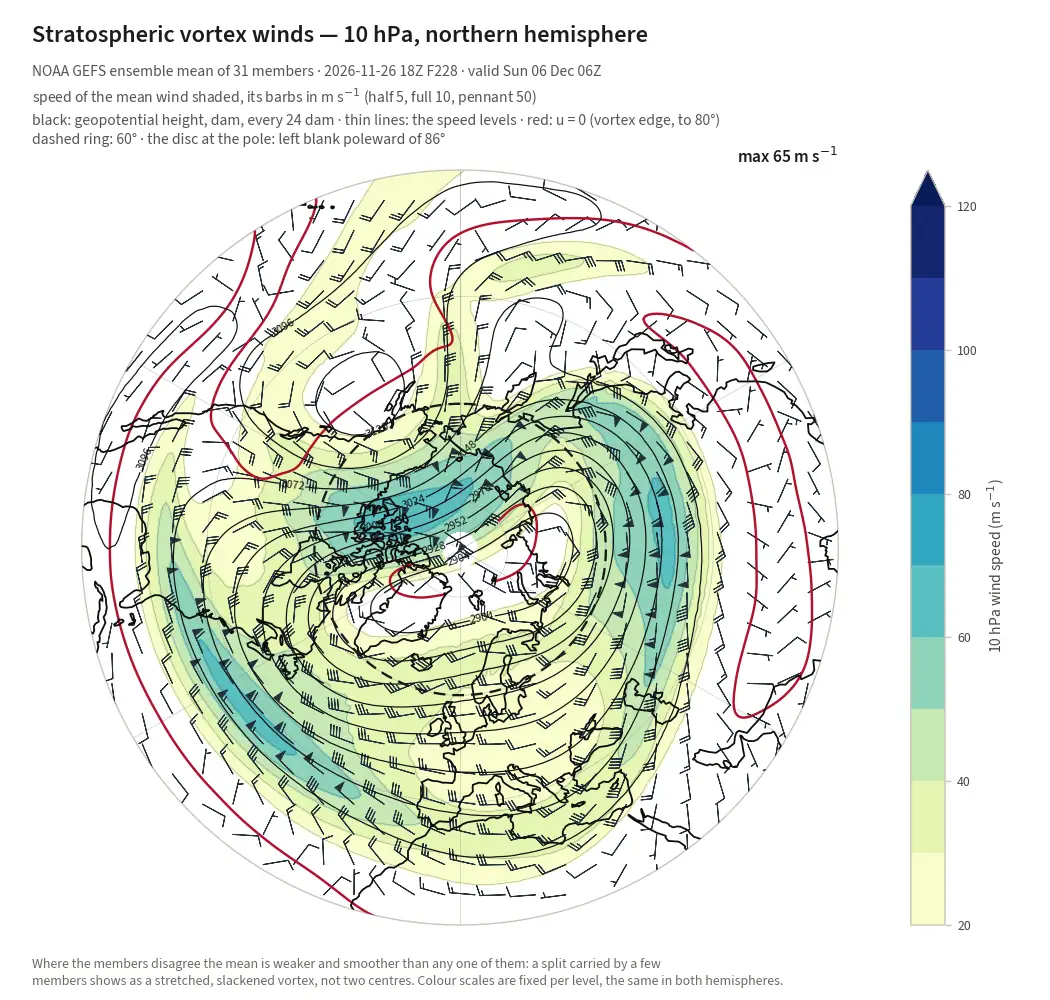 Stratospheric vortex winds — 10 hPa, northern hemisphere
NOAA GEFS ensemble mean of 31 members · 2026-11-26 18Z F228 · valid Sun 06 Dec 06Z
speed of the mean wind shaded, its barbs in m s⁻¹ (half 5, full 10, pennant 50)
black: geopotential height, dam, every 24 dam · thin lines: the speed levels · red: u = 0 (vortex edge, to 80°)
dashed ring: 60° · the disc at the pole: left blank poleward of 86°
max 65 m s⁻¹
120
100
80
60
40
20
10 hPa wind speed (m s⁻¹)
3096
3096
3072
3024
2952
2928
2904
Where the members disagree the mean is weaker and smoother than any one of them: a split carried by a few
members shows as a stretched, slackened vortex, not two centres. Colour scales are fixed per level, the same in both hemispheres.